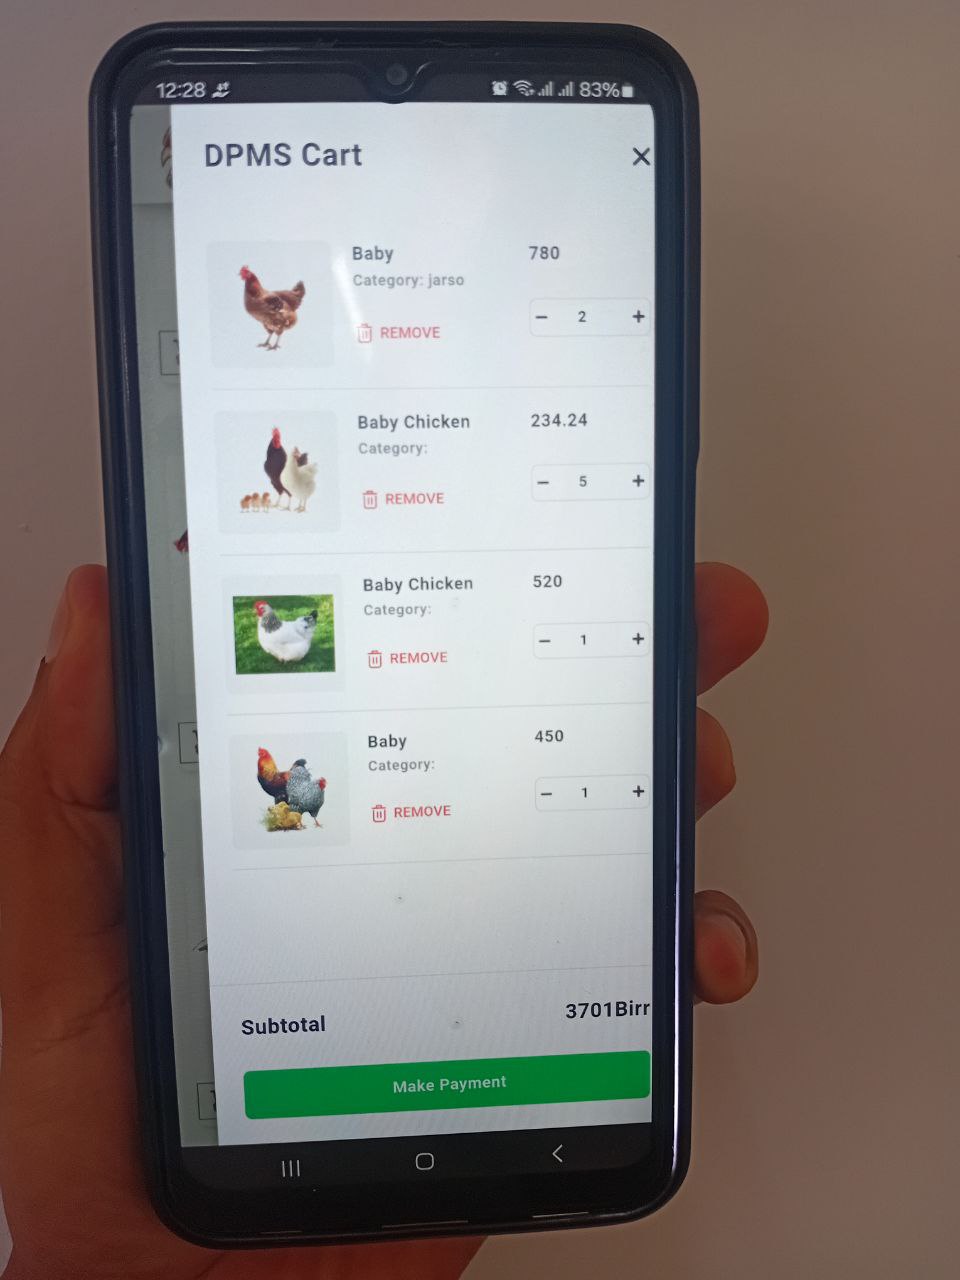 12:28
83%
DPMS Cart
Baby
780
Category: jarso
2
REMOVE
Baby Chicken
234.24
Category:
5
REMOVE
Baby Chicken
520
Category:
1
REMOVE
Baby
450
Category:
1
REMOVE
Subtotal
3701Birr
Make Payment